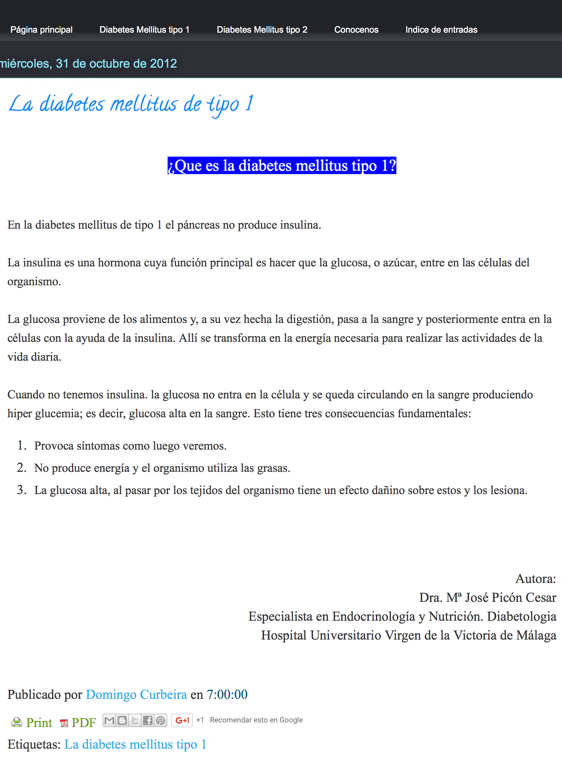 Página principal Diabetes Mellitus tipo 1 Diabetes Mellitus tipo 2 Conocenos Indice de entradas
miércoles, 31 de octubre de 2012
La diabetes mellitus de tipo 1
¿Que es la diabetes mellitus tipo 1?
En la diabetes mellitus de tipo 1 el páncreas no produce insulina.
La insulina es una hormona cuya función principal es hacer que la glucosa, o azúcar, entre en las células del
organismo.
La glucosa proviene de los alimentos y, a su vez hecha la digestión, pasa a la sangre y posteriormente entra en la
células con la ayuda de la insulina. Allí se transforma en la energía necesaria para realizar las actividades de la
vida diaria.
Cuando no tenemos insulina. la glucosa no entra en la célula y se queda circulando en la sangre produciendo
hiper glucemia; es decir, glucosa alta en la sangre. Esto tiene tres consecuencias fundamentales:
1. Provoca síntomas como luego veremos.
2. No produce energía y el organismo utiliza las grasas.
3. La glucosa alta, al pasar por los tejidos del organismo tiene un efecto dañino sobre estos y los lesiona.
Autora:
Dra. Mª José Picón Cesar
Especialista en Endocrinología y Nutrición. Diabetologia
Hospital Universitario Virgen de la Victoria de Málaga
Publicado por Domingo Curbeira en 7:00:00
Print PDF G+1 +1 Recomendar esto en Google
Etiquetas: La diabetes mellitus tipo 1